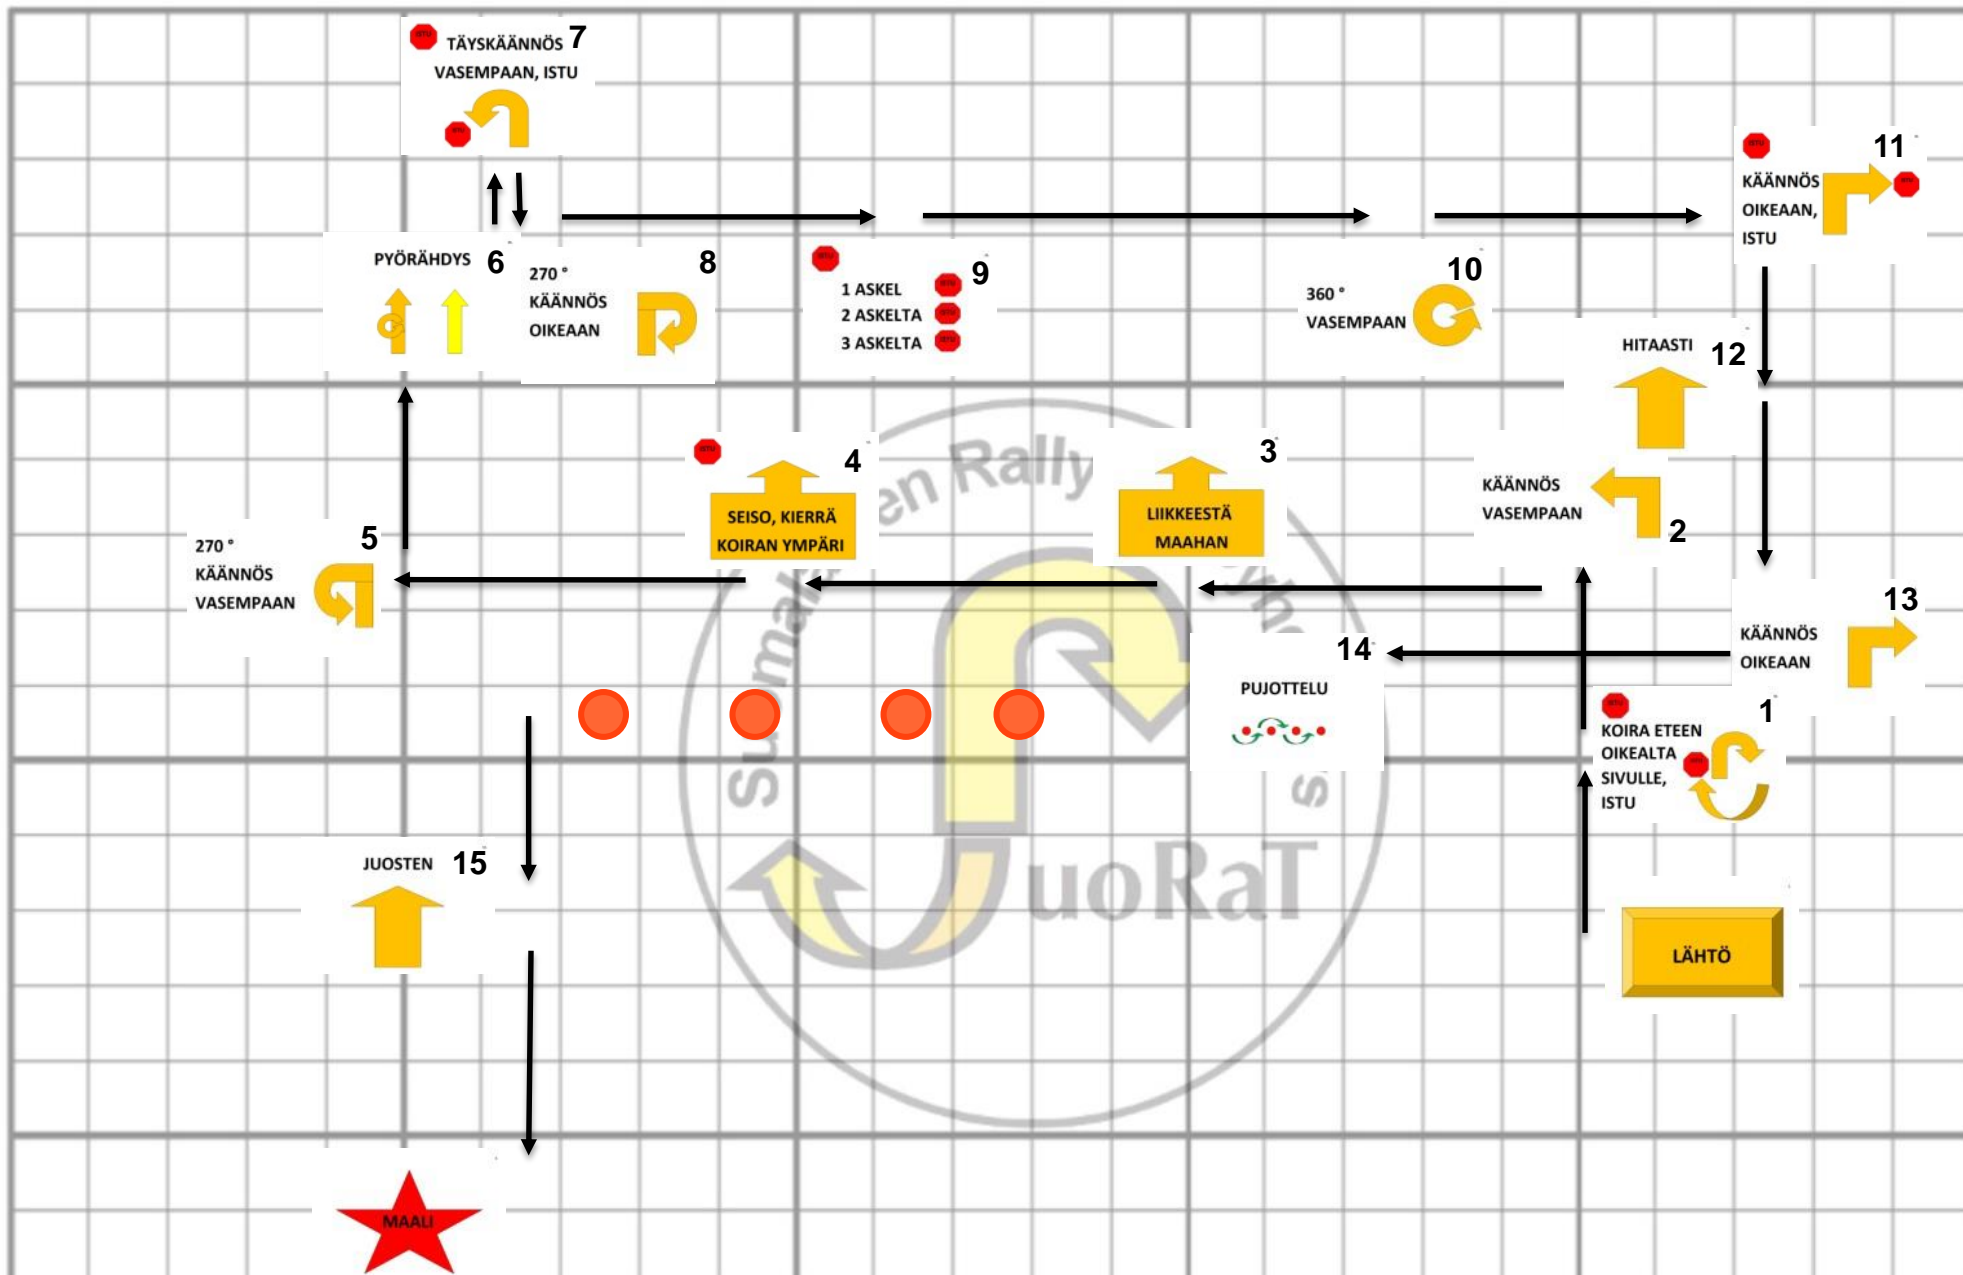 TÄYSKÄÄNNÖS 7
VASEMPAAN, ISTU
11
KÄÄNNÖS
OIKEAAN,
ISTU
PYÖRÄHDYS 6
270 °
KÄÄNNÖS
OIKEAAN
8
9
1 ASKEL
2 ASKELTA
3 ASKELTA
10
360 °
VASEMPAAN
HITAASTI 12
4
SEISO, KIERRÄ
KOIRAN YMPÄRI
3
LIIKKEESTÄ
MAAHAN
KÄÄNNÖS
VASEMPAAN
2
5
270 °
KÄÄNNÖS
VASEMPAAN
13
KÄÄNNÖS
OIKEAAN
14
PUJOTTELU
1
KOIRA ETEEN
OIKEALTA
SIVULLE,
ISTU
JUOSTEN 15
LÄHTÖ
MAALI
en Rally
uoRaT